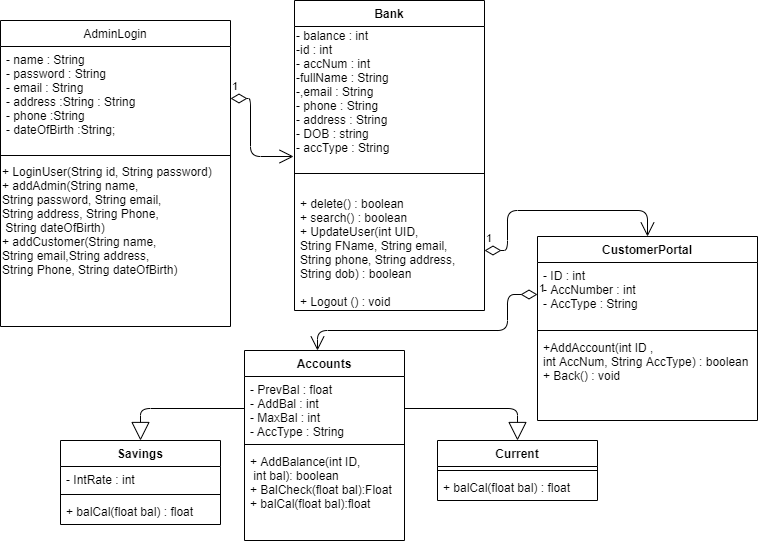 AdminLogin
- name : String
- password : String
- email : String
- address :String : String
- phone :String
- dateOfBirth :String;
+ LoginUser(String id, String password)
+ addAdmin(String name,
String password, String email,
String address, String Phone,
String dateOfBirth)
+ addCustomer(String name,
String email,String address,
String Phone, String dateOfBirth)
1
Bank
- balance : int
-id : int
- accNum : int
-fullName : String
-,email : String
- phone : String
- address : String
- DOB : string
- accType : String
+ delete() : boolean
+ search() : boolean
+ UpdateUser(int UID,
String FName, String email,
String phone, String address,
String dob) : boolean
+ Logout () : void
1
CustomerPortal
- ID : int
- AccNumber : int
- AccType : String
+AddAccount(int ID ,
int AccNum, String AccType) : boolean
+ Back() : void
1
Accounts
- PrevBal : float
- AddBal : int
- MaxBal : int
- AccType : String
+ AddBalance(int ID,
int bal): boolean
+ BalCheck(float bal):Float
+ balCal(float bal):float
Savings
- IntRate : int
+ balCal(float bal) : float
Current
+ balCal(float bal) : float